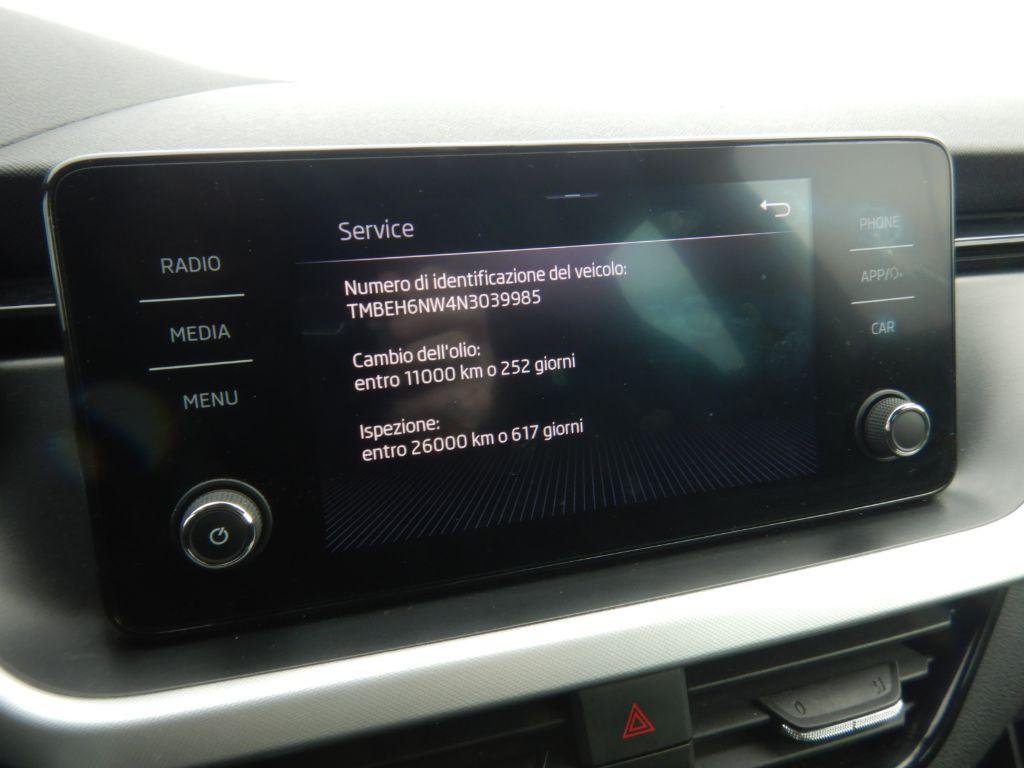 Service
Numero di identificazione del veicolo:
TMBEH6NW4N3039985
Cambio dell'olio:
entro 11000 km o 252 giorni
Ispezione:
entro 26000 km o 617 giorni
RADIO
MEDIA
MENU
PHONE
APP/
CAR
0